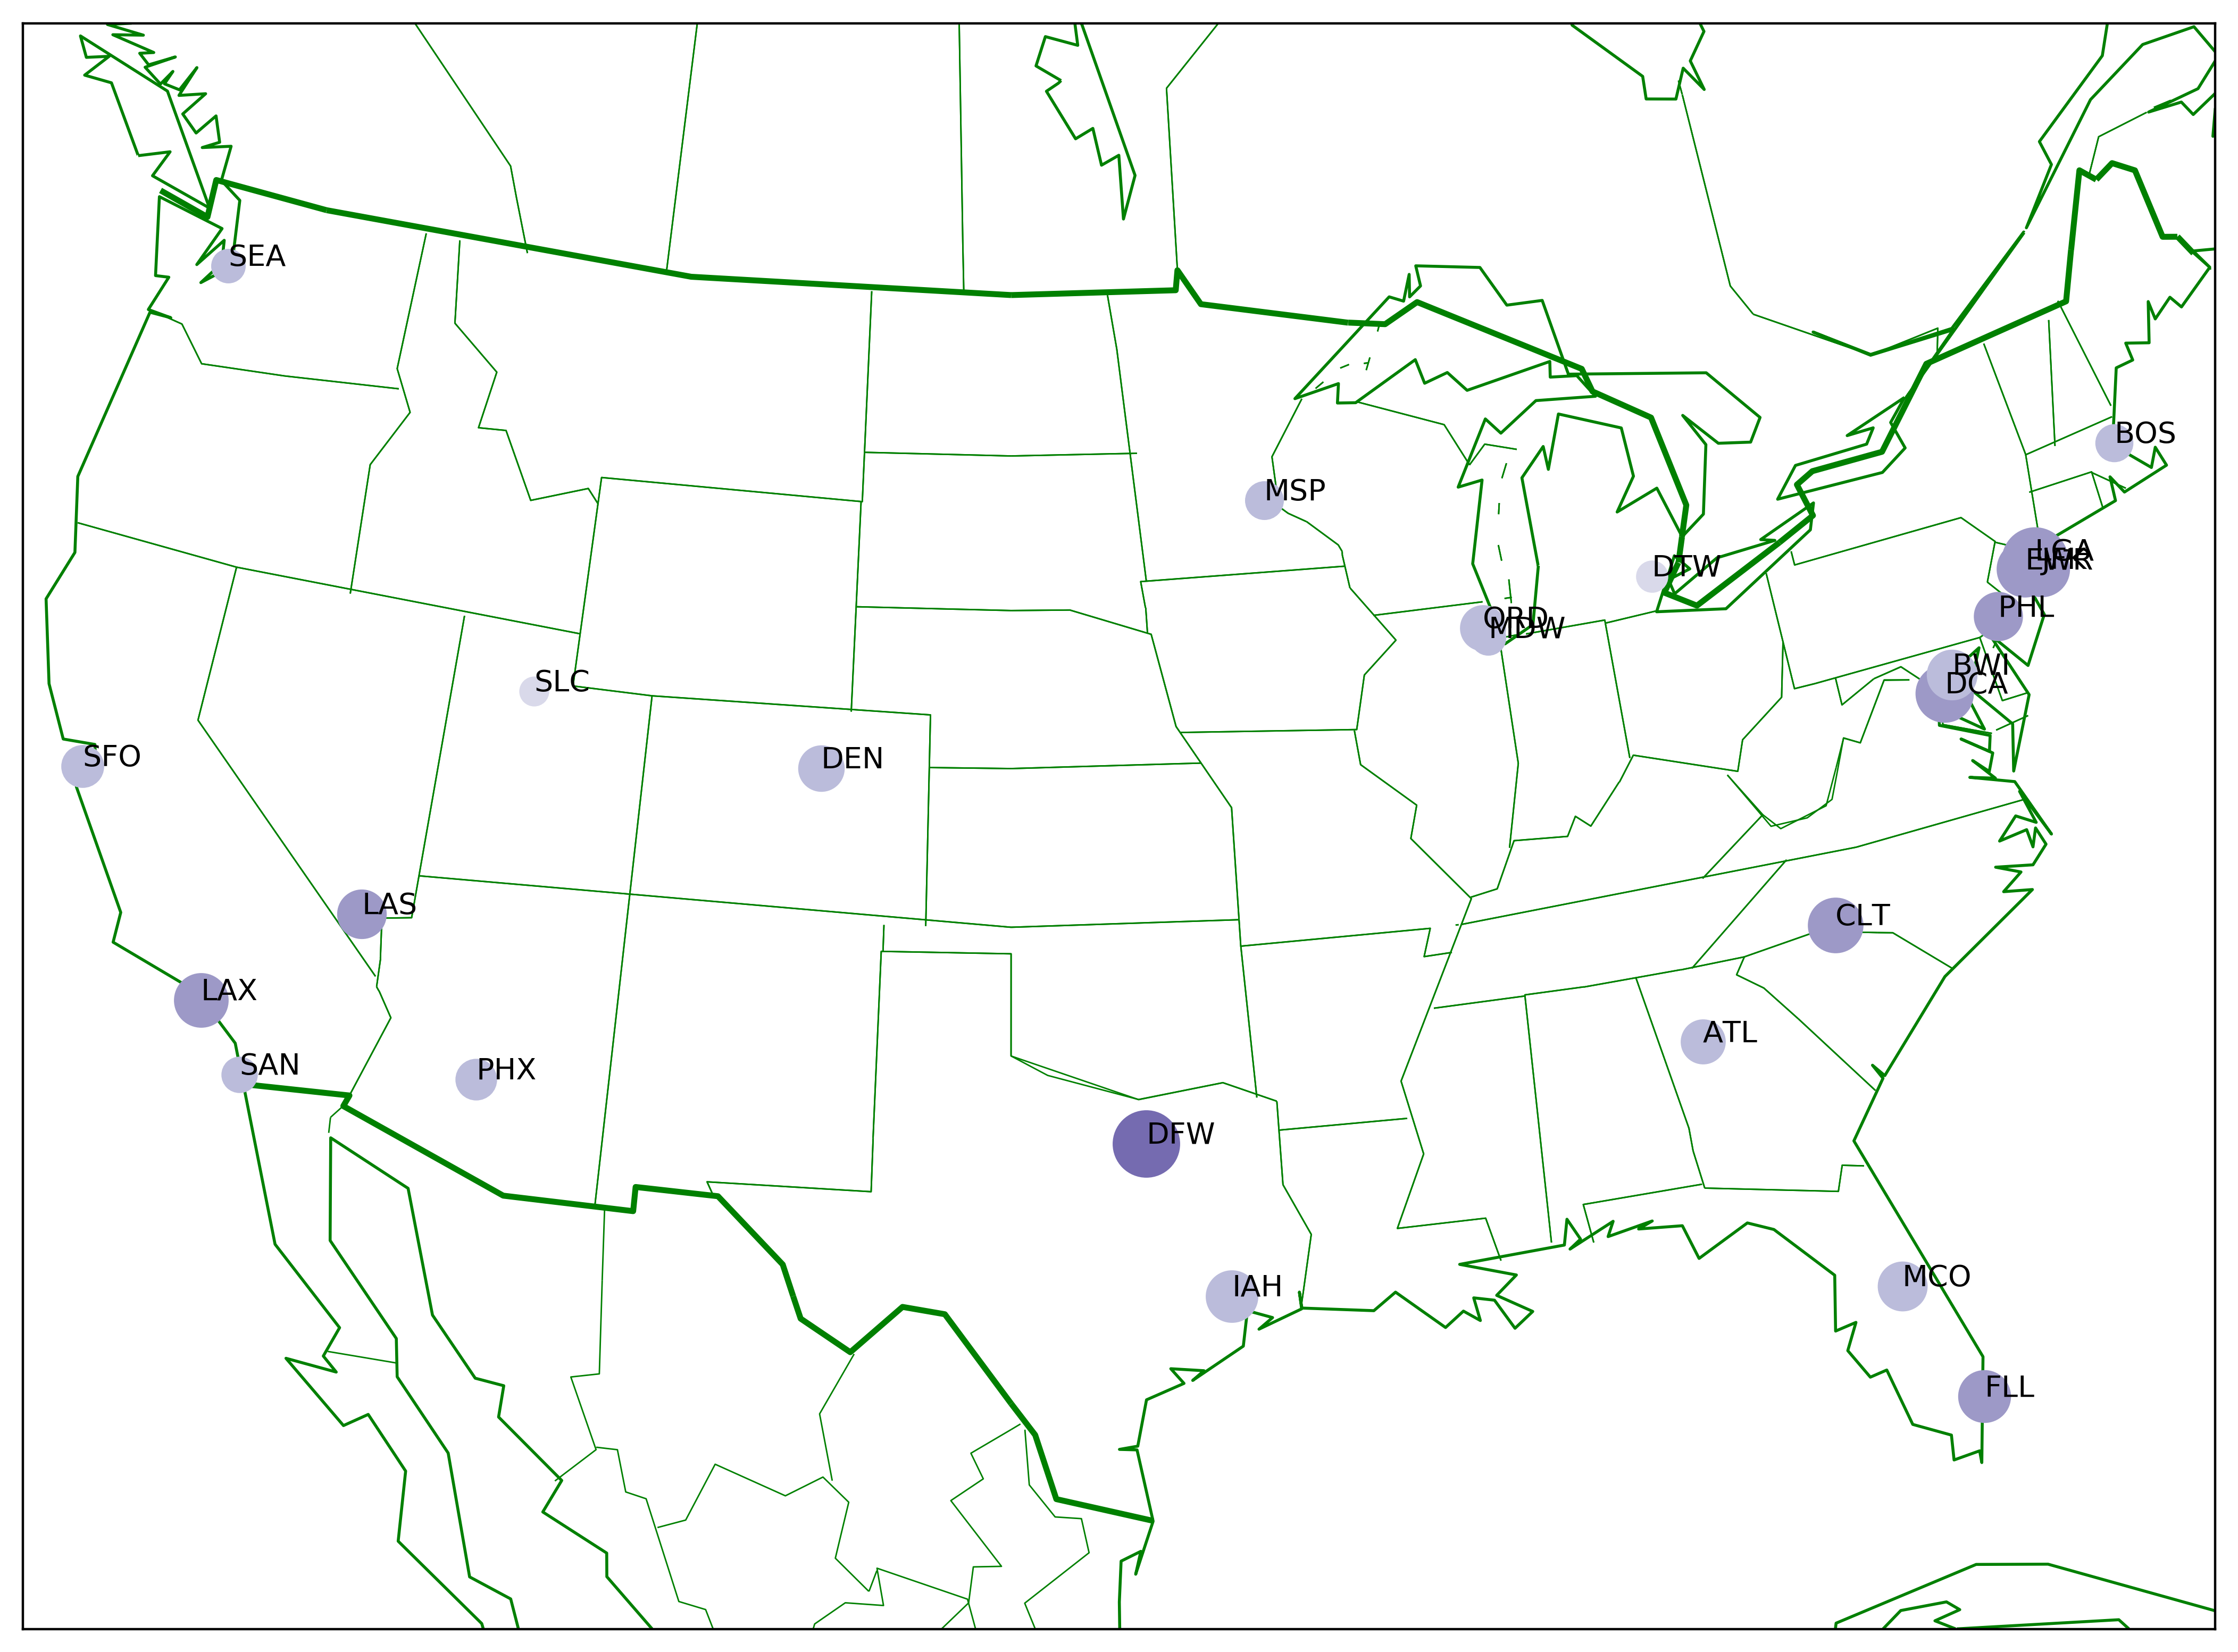 SEA
BOS
MSP
LGA
EWR
JFK
DTW
PHL
ORD
MDW
BWI
SLC
DCA
SFO
DEN
LAS
CLT
LAX
ATL
SAN
PHX
DFW
MCO
IAH
FLL